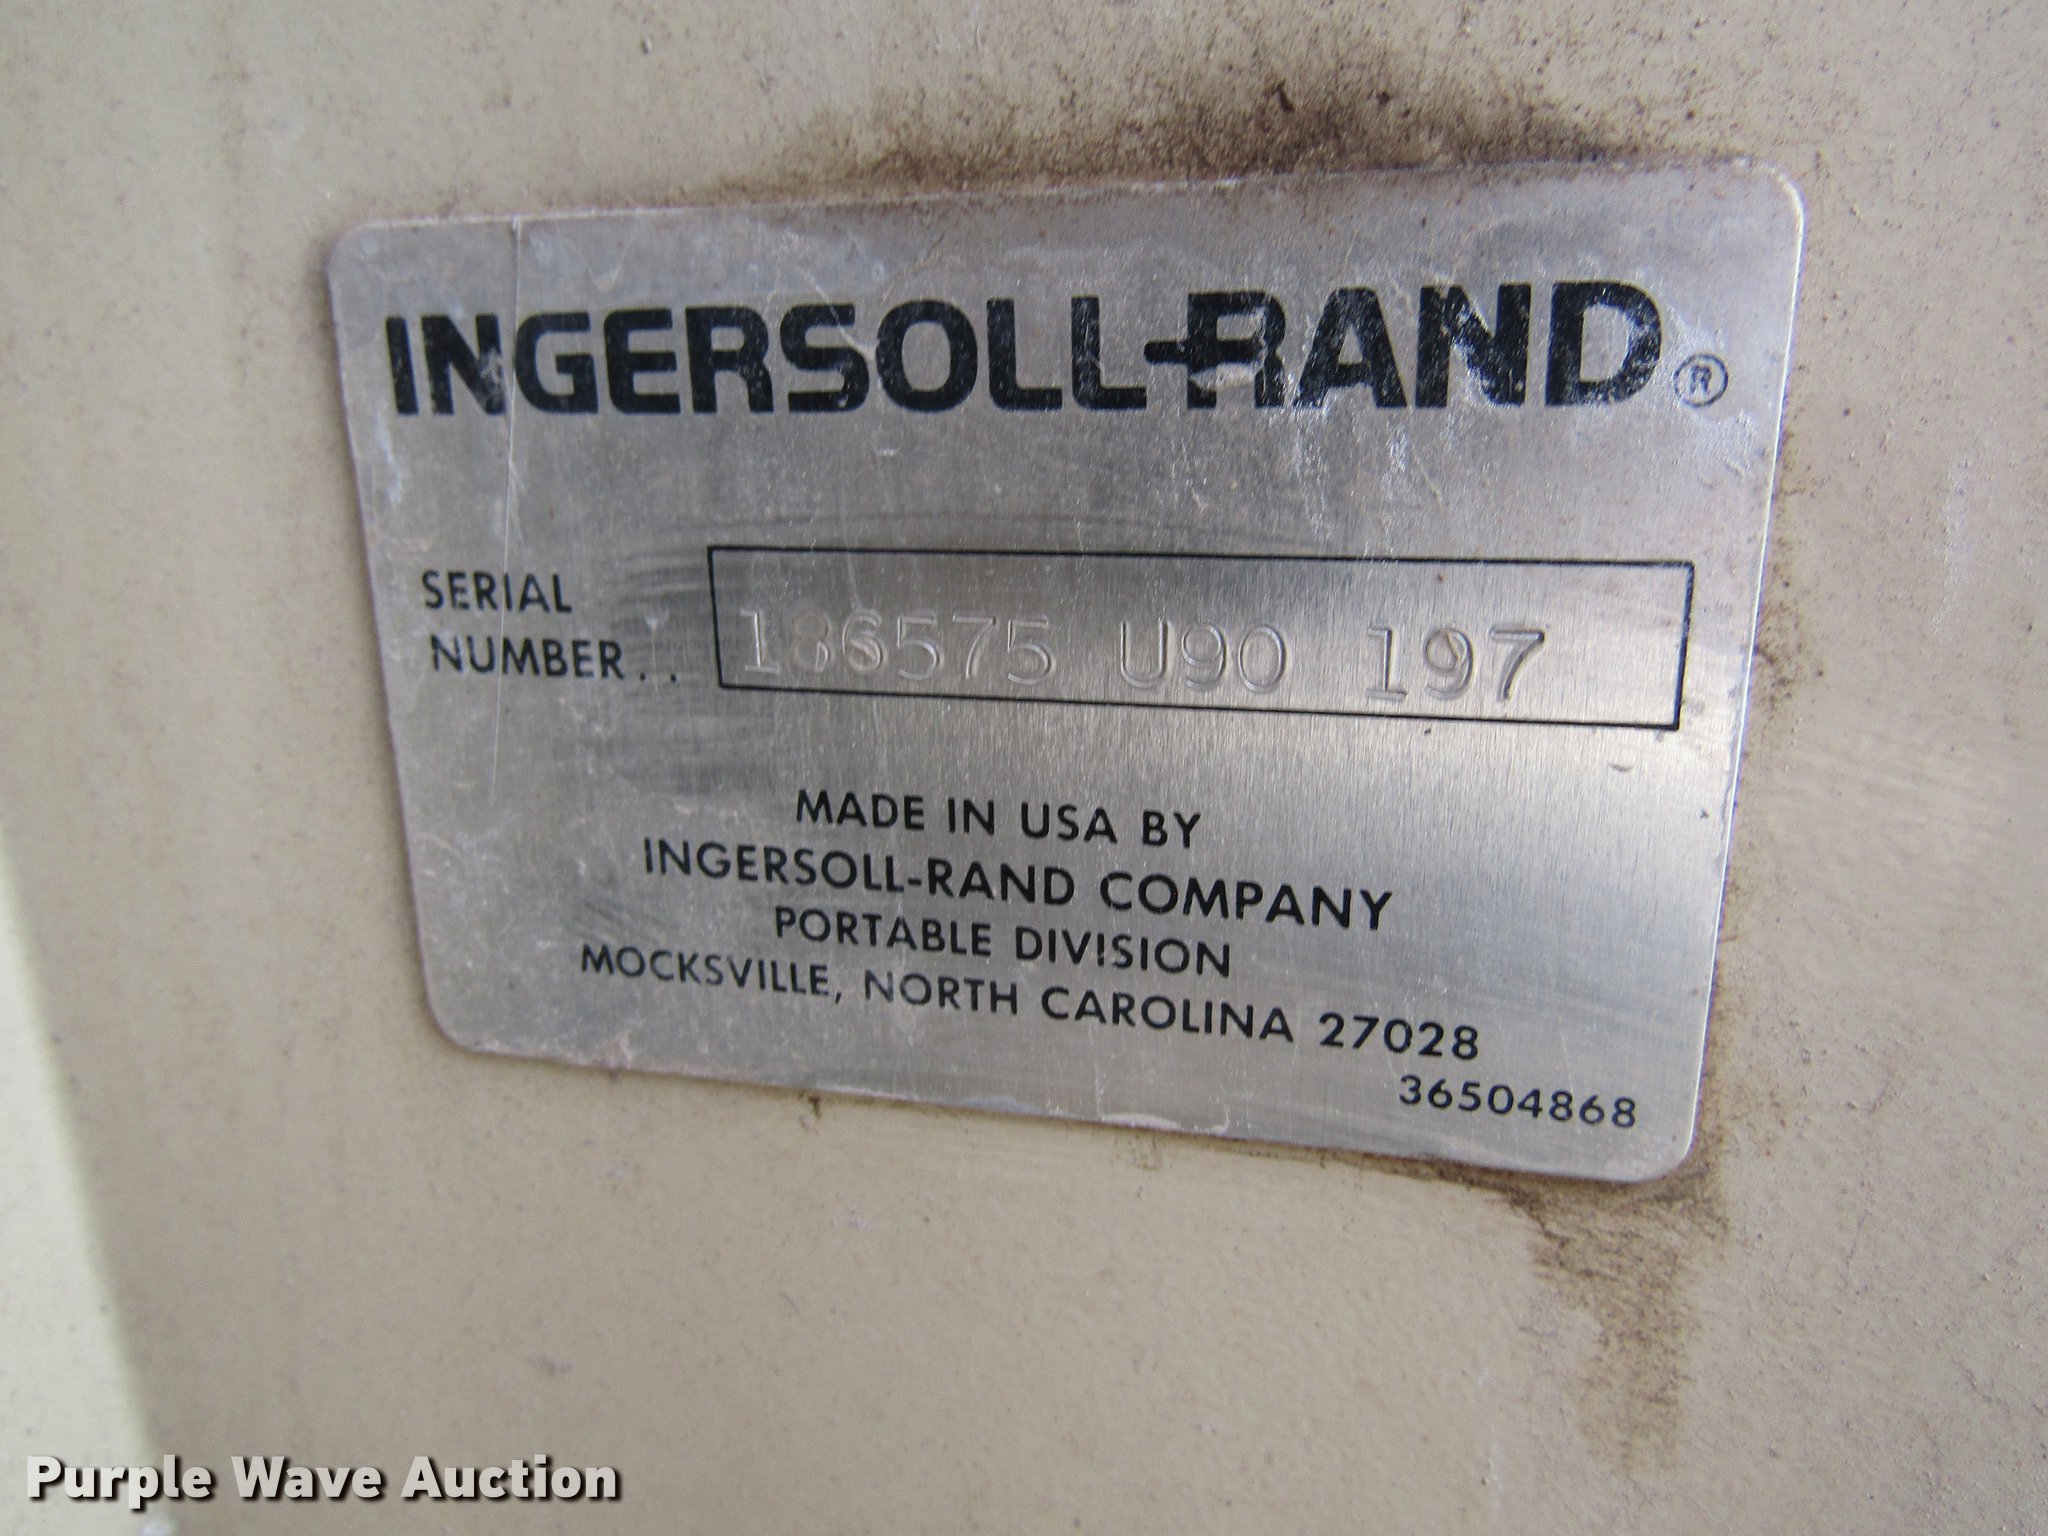 INGERSOLL-RAND®
SERIAL
NUMBER.. 186575 U90 197
MADE IN USA BY
INGERSOLL-RAND COMPANY
PORTABLE DIVISION
MOCKSVILLE, NORTH CAROLINA 27028
36504868
Purple Wave Auction